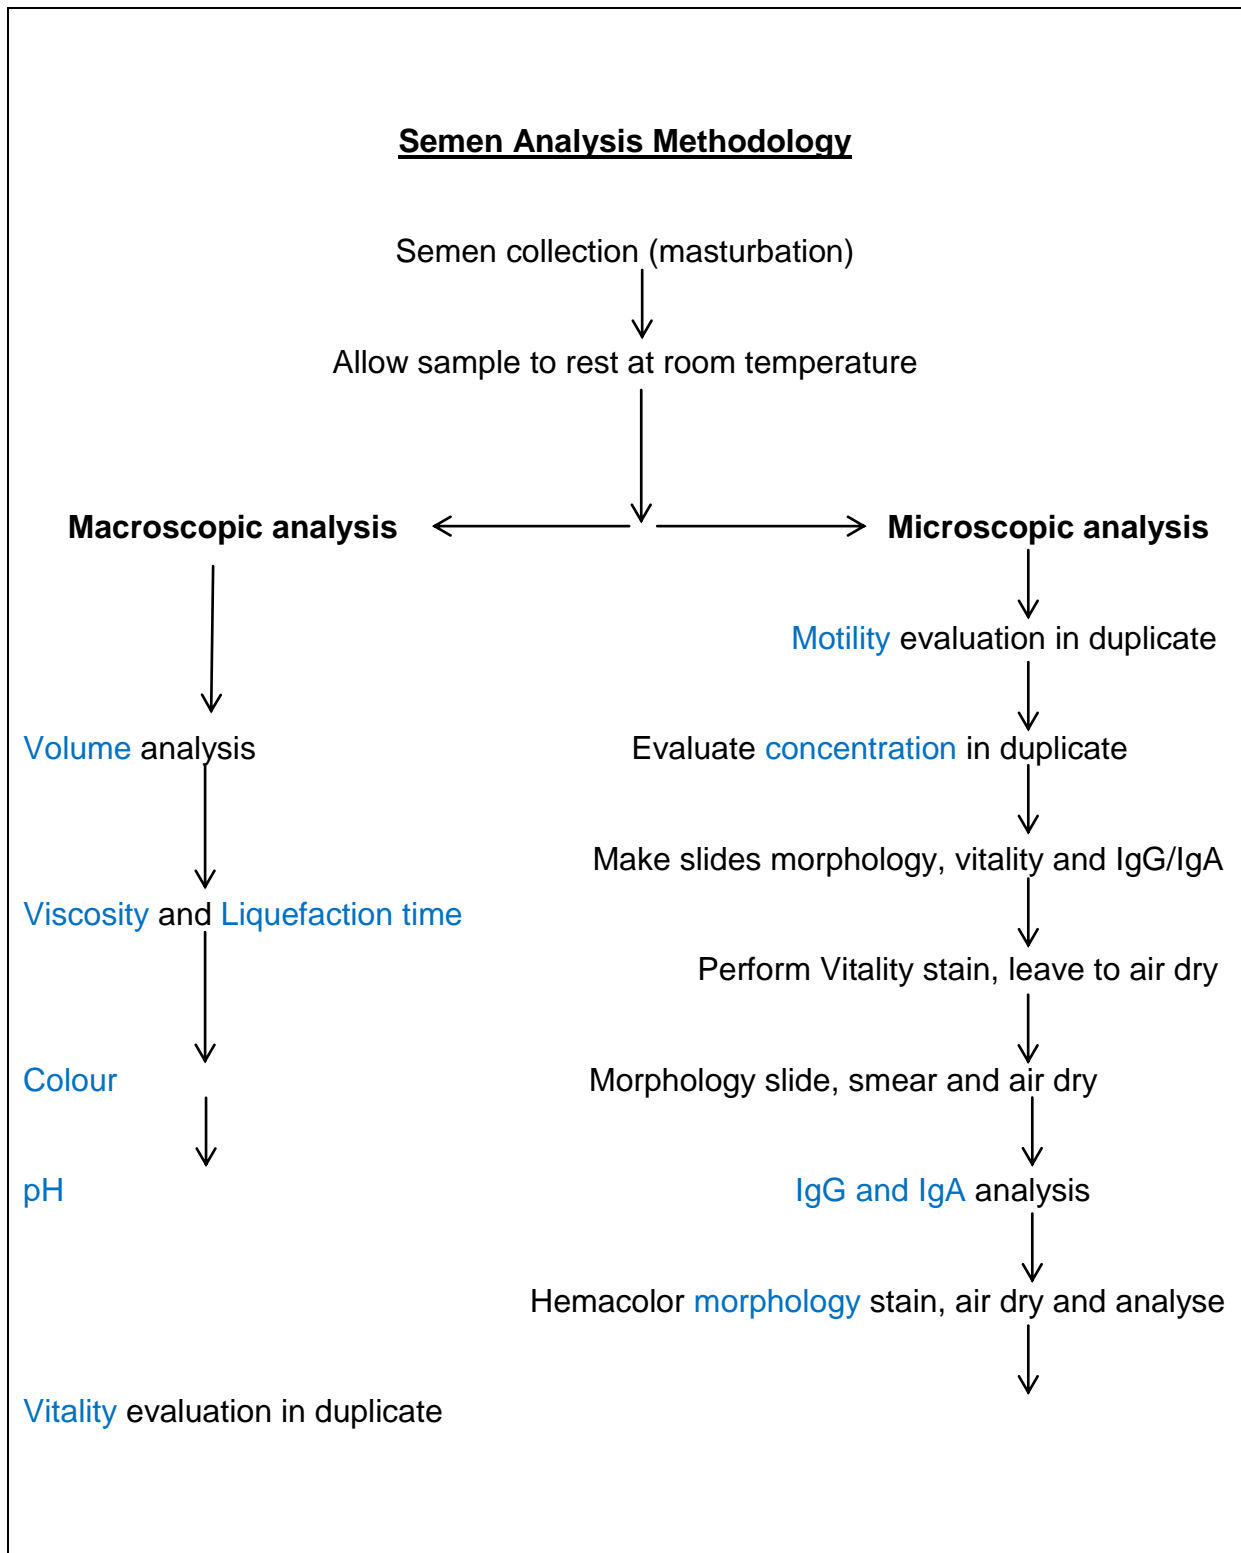 Semen Analysis Methodology
Semen collection (masturbation)
Allow sample to rest at room temperature
Macroscopic analysis
Microscopic analysis
Motility evaluation in duplicate
Volume analysis
Evaluate concentration in duplicate
Make slides morphology, vitality and IgG/IgA
Viscosity and Liquefaction time
Perform Vitality stain, leave to air dry
Colour
Morphology slide, smear and air dry
pH
IgG and IgA analysis
Hemacolor morphology stain, air dry and analyse
Vitality evaluation in duplicate